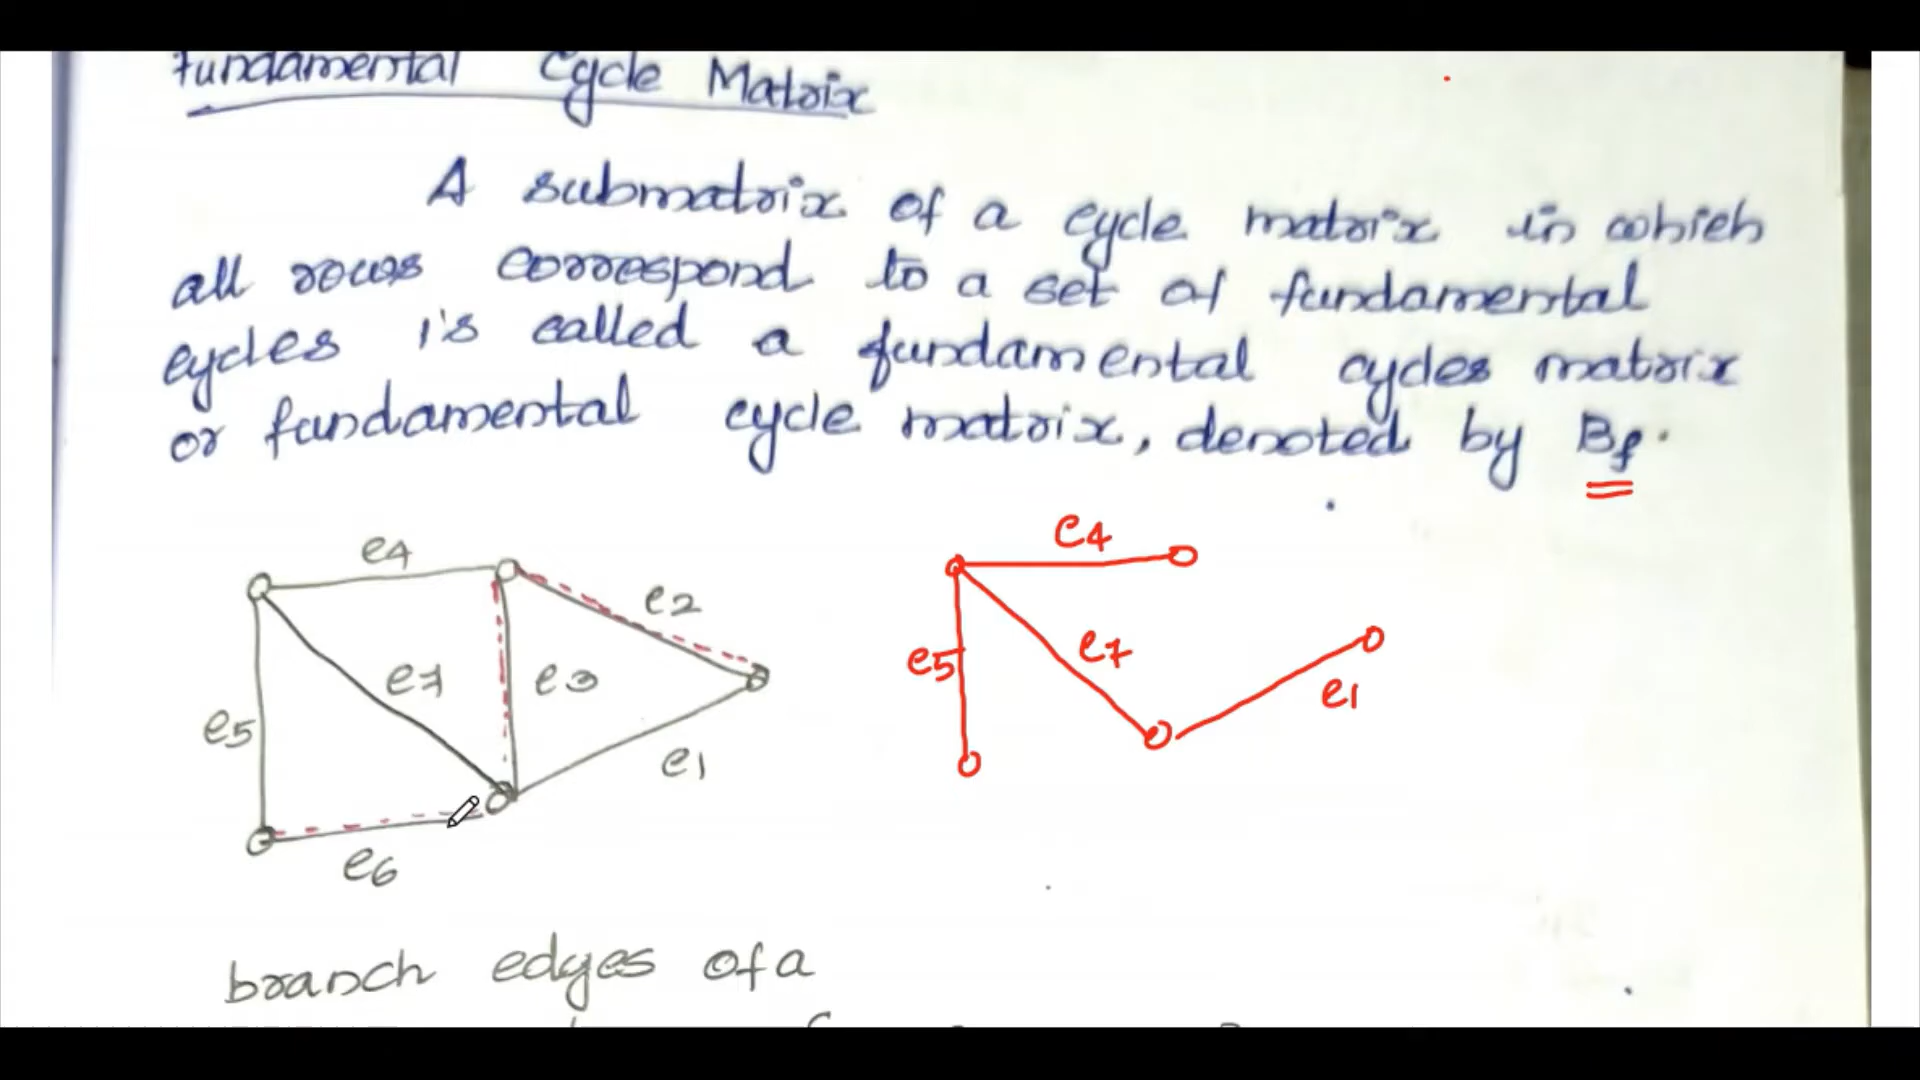 Fundamental Cycle Matrix
A submatrix of a cycle matrix in which
all rows correspond to a set of fundamental
cycles is called a fundamental cycles matrix
or fundamental cycle matrix, denoted by Bf.
e4
e2
e7
e3
e5
e1
e6
e4
e5
e7
e1
branch edges of a